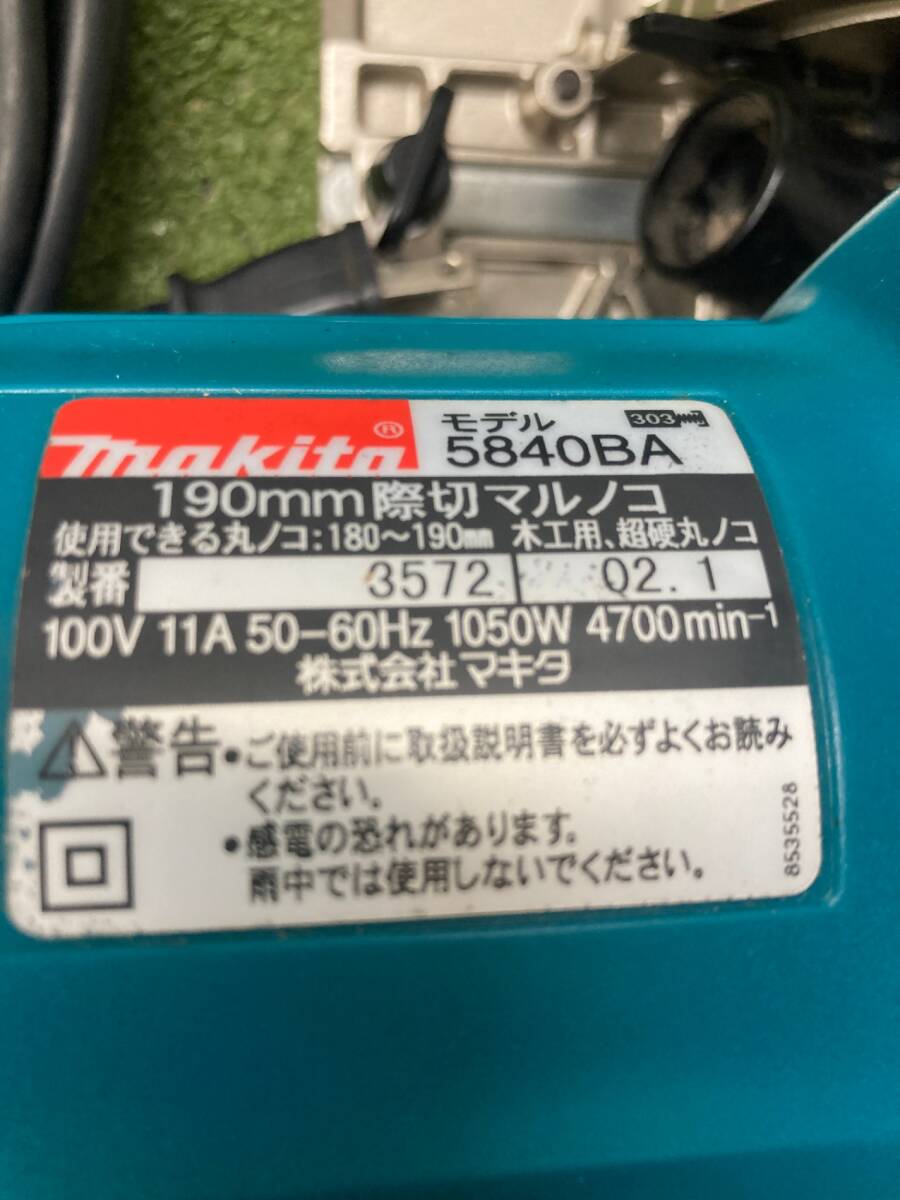 makita®
モデル 303
5840BA
190mm際切マルノコ
使用できる丸ノコ:180〜190㎜ 木工用、超硬丸ノコ
製番 3572 02.1
100V 11A 50-60Hz 1050W 4700min-1
株式会社マキタ
警告 •ご使用前に取扱説明書を必ずよくお読み
ください。
•感電の恐れがあります。
雨中では使用しないでください。
8535528